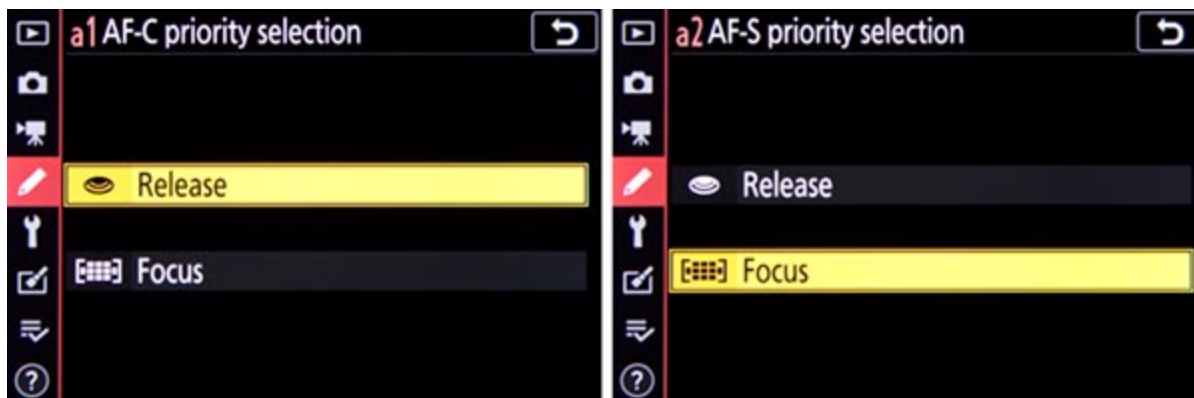 a1 AF-C priority selection
Release
Focus
?
a2 AF-S priority selection
Release
Focus
?